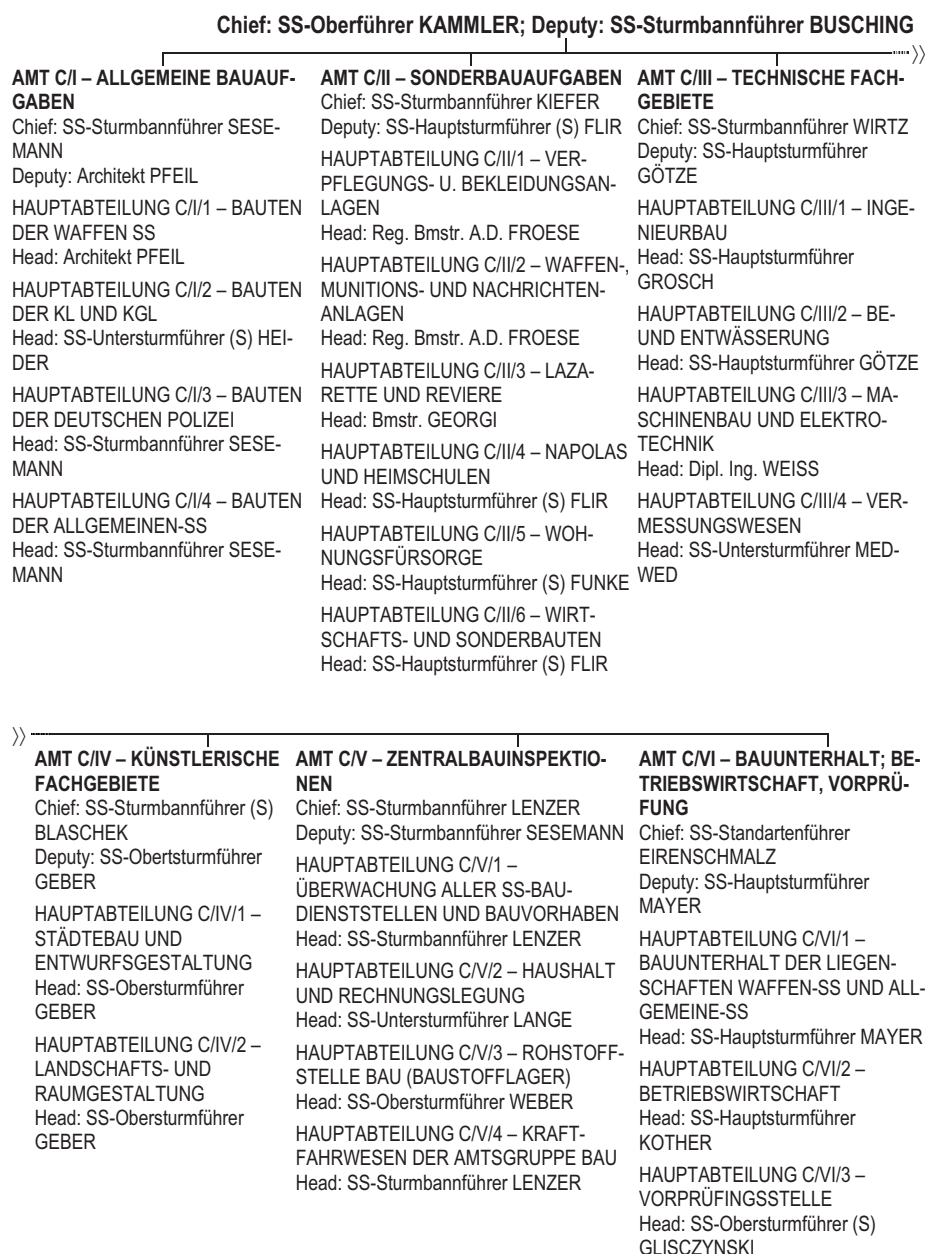 Chief: SS-Oberführer KAMMLER; Deputy: SS-Sturmbannführer BUSCHING
AMT C/I – ALLGEMEINE BAUAUF-
GABEN
Chief: SS-Sturmbannführer SESE-
MANN
Deputy: Architekt PFEIL
HAUPTABTEILUNG C/I/1 – BAUTEN
DER WAFFEN SS
Head: Architekt PFEIL
HAUPTABTEILUNG C/I/2 – BAUTEN
DER KL UND KGL
Head: SS-Untersturmführer (S) HEI-
DER
HAUPTABTEILUNG C/I/3 – BAUTEN
DER DEUTSCHEN POLIZEI
Head: SS-Sturmbannführer SESE-
MANN
HAUPTABTEILUNG C/I/4 – BAUTEN
DER ALLGEMEINEN-SS
Head: SS-Sturmbannführer SESE-
MANN
AMT C/II – SONDERBAUAUFGABEN
Chief: SS-Sturmbannführer KIEFER
Deputy: SS-Hauptsturmführer (S) FLIR
HAUPTABTEILUNG C/II/1 – VER-
PFLEGUNGS- U. BEKLEIDUNGSAN-
LAGEN
Head: Reg. Bmstr. A.D. FROESE
HAUPTABTEILUNG C/II/2 – WAFFEN-,
MUNITIONS- UND NACHRICHTEN-
ANLAGEN
Head: Reg. Bmstr. A.D. FROESE
HAUPTABTEILUNG C/II/3 – LAZA-
RETTE UND REVIERE
Head: Bmstr. GEORGI
HAUPTABTEILUNG C/II/4 – NAPOLAS
UND HEIMSCHULEN
Head: SS-Hauptsturmführer (S) FLIR
HAUPTABTEILUNG C/II/5 – WOH-
NUNGSFÜRSORGE
Head: SS-Hauptsturmführer (S) FUNKE
HAUPTABTEILUNG C/II/6 – WIRT-
SCHAFTS- UND SONDERBAUTEN
Head: SS-Hauptsturmführer (S) FLIR
AMT C/III – TECHNISCHE FACH-
GEBIETE
Chief: SS-Sturmbannführer WIRTZ
Deputy: SS-Hauptsturmführer
GÖTZE
HAUPTABTEILUNG C/III/1 – INGE-
NIEURBAU
Head: SS-Hauptsturmführer
GROSCH
HAUPTABTEILUNG C/III/2 – BE-
UND ENTWÄSSERUNG
Head: SS-Hauptsturmführer GÖTZE
HAUPTABTEILUNG C/III/3 – MA-
SCHINENBAU UND ELEKTRO-
TECHNIK
Head: Dipl. Ing. WEISS
HAUPTABTEILUNG C/III/4 – VER-
MESSUNGSWESEN
Head: SS-Untersturmführer MED-
WED
AMT C/IV – KÜNSTLERISCHE
FACHGEBIETE
Chief: SS-Sturmbannführer (S)
BLASCHEK
Deputy: SS-Obertsturmführer
GEBER
HAUPTABTEILUNG C/IV/1 –
STÄDTEBAU UND
ENTWURFSGESTALTUNG
Head: SS-Obersturmführer
GEBER
HAUPTABTEILUNG C/IV/2 –
LANDSCHAFTS- UND
RAUMGESTALTUNG
Head: SS-Obersturmführer
GEBER
AMT C/V – ZENTRALBAUINSPEKTIO-
NEN
Chief: SS-Sturmbannführer LENZER
Deputy: SS-Sturmbannführer SESEMANN
HAUPTABTEILUNG C/V/1 –
ÜBERWACHUNG ALLER SS-BAU-
DIENSTSTELLEN UND BAUVORHABEN
Head: SS-Sturmbannführer LENZER
HAUPTABTEILUNG C/V/2 – HAUSHALT
UND RECHNUNGSLEGUNG
Head: SS-Untersturmführer LANGE
HAUPTABTEILUNG C/V/3 – ROHSTOFF-
STELLE BAU (BAUSTOFFLAGER)
Head: SS-Obersturmführer WEBER
HAUPTABTEILUNG C/V/4 – KRAFT-
FAHRWESEN DER AMTSGRUPPE BAU
Head: SS-Sturmbannführer LENZER
AMT C/VI – BAUUNTERHALT; BE-
TRIEBSWIRTSCHAFT, VORPRÜ-
FUNG
Chief: SS-Standartenführer
EIRENSCHMALZ
Deputy: SS-Hauptsturmführer
MAYER
HAUPTABTEILUNG C/VI/1 –
BAUUNTERHALT DER LIEGEN-
SCHAFTEN WAFFEN-SS UND ALL-
GEMEINE-SS
Head: SS-Hauptsturmführer MAYER
HAUPTABTEILUNG C/VI/2 –
BETRIEBSWIRTSCHAFT
Head: SS-Hauptsturmführer
KOTHER
HAUPTABTEILUNG C/VI/3 –
VORPRÜFINGSSTELLE
Head: SS-Obersturmführer (S)
GLISCZYNSKI